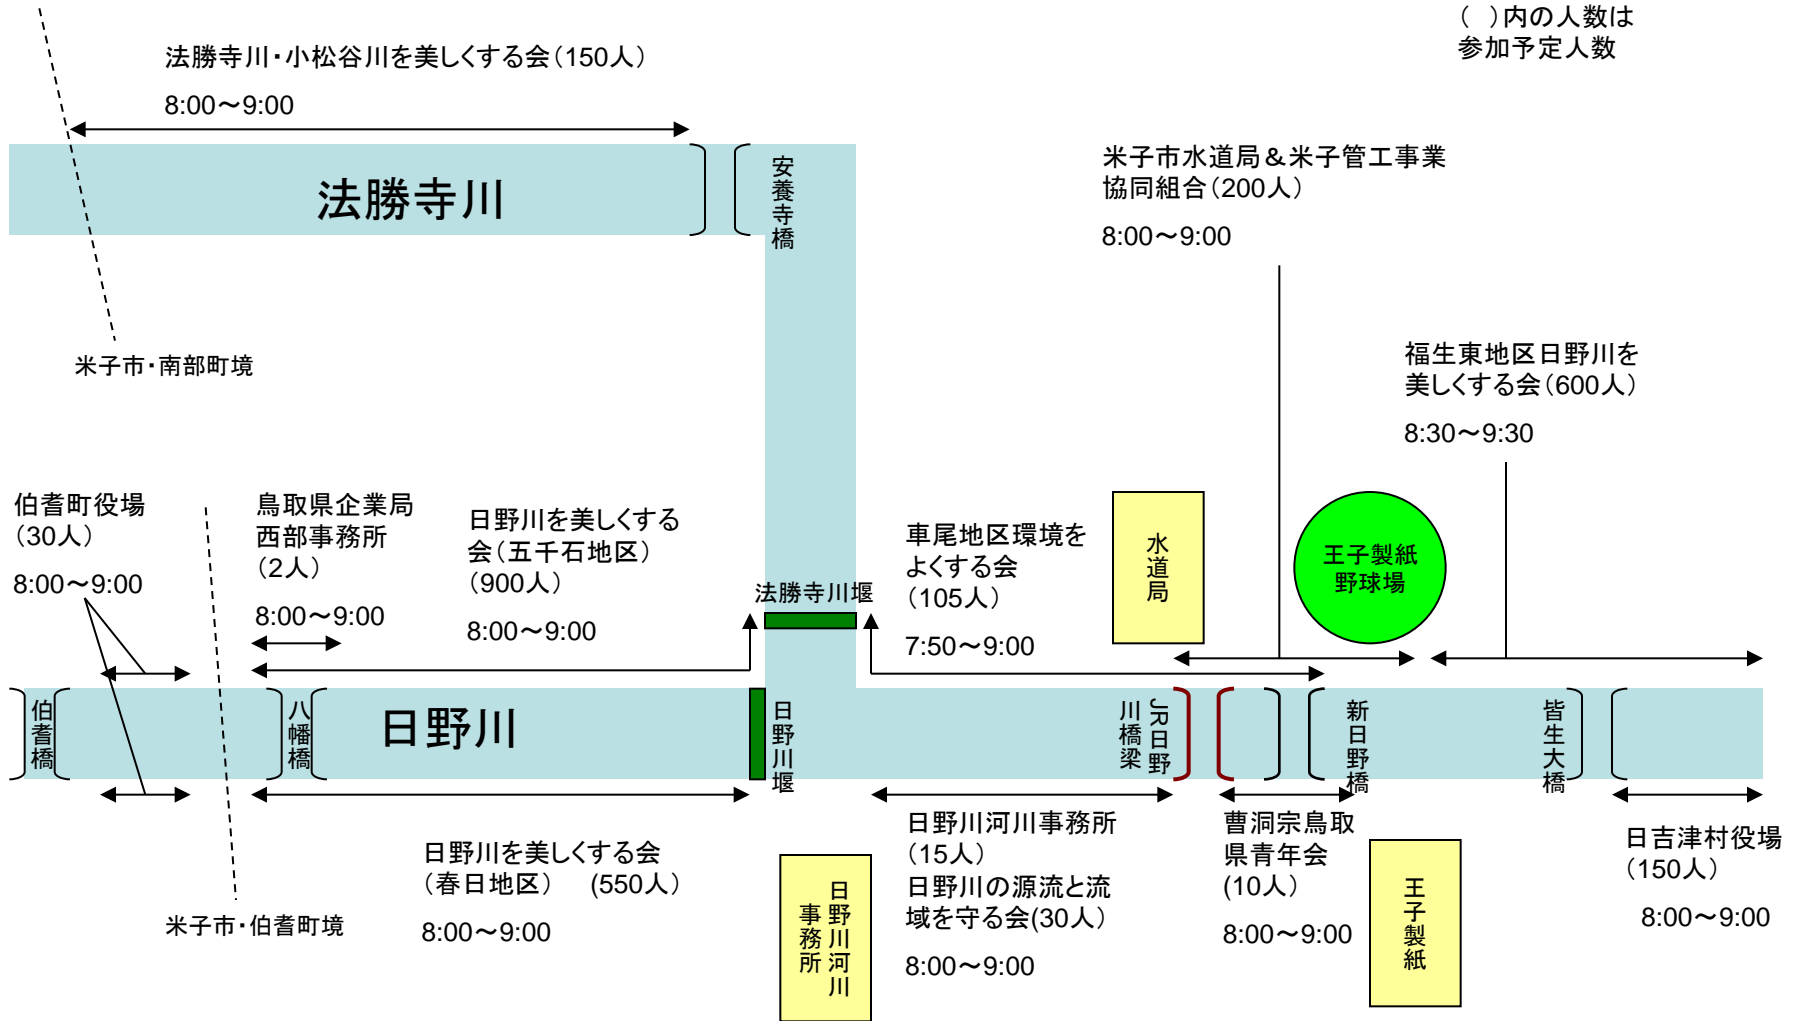 （　）内の人数は
参加予定人数
法勝寺川・小松谷川を美しくする会（150人）
8:00～9:00
法勝寺川
安養寺橋
米子市水道局＆米子管工事業
協同組合（200人）
8:00～9:00
米子市・南部町境
福生東地区日野川を
美しくする会（600人）
8:30～9:30
伯耆町役場
（30人）
8:00～9:00
鳥取県企業局
西部事務所
（2人）
8:00～9:00
日野川を美しくする
会（五千石地区）
（900人）
8:00～9:00
法勝寺川堰
車尾地区環境を
よくする会
（105人）
7:50～9:00
水道局
王子製紙
野球場
伯耆橋
八幡橋
日野川
日野川堰
JR日野
川橋梁
新日野橋
皆生大橋
日野川を美しくする会
（春日地区）　(550人）
8:00～9:00
米子市・伯耆町境
日野川河川
事務所
日野川河川事務所
（15人）
日野川の源流と流
域を守る会(30人）
8:00～9:00
曹洞宗鳥取
県青年会
(10人）
8:00～9:00
王子製紙
日吉津村役場
（150人）
8:00～9:00